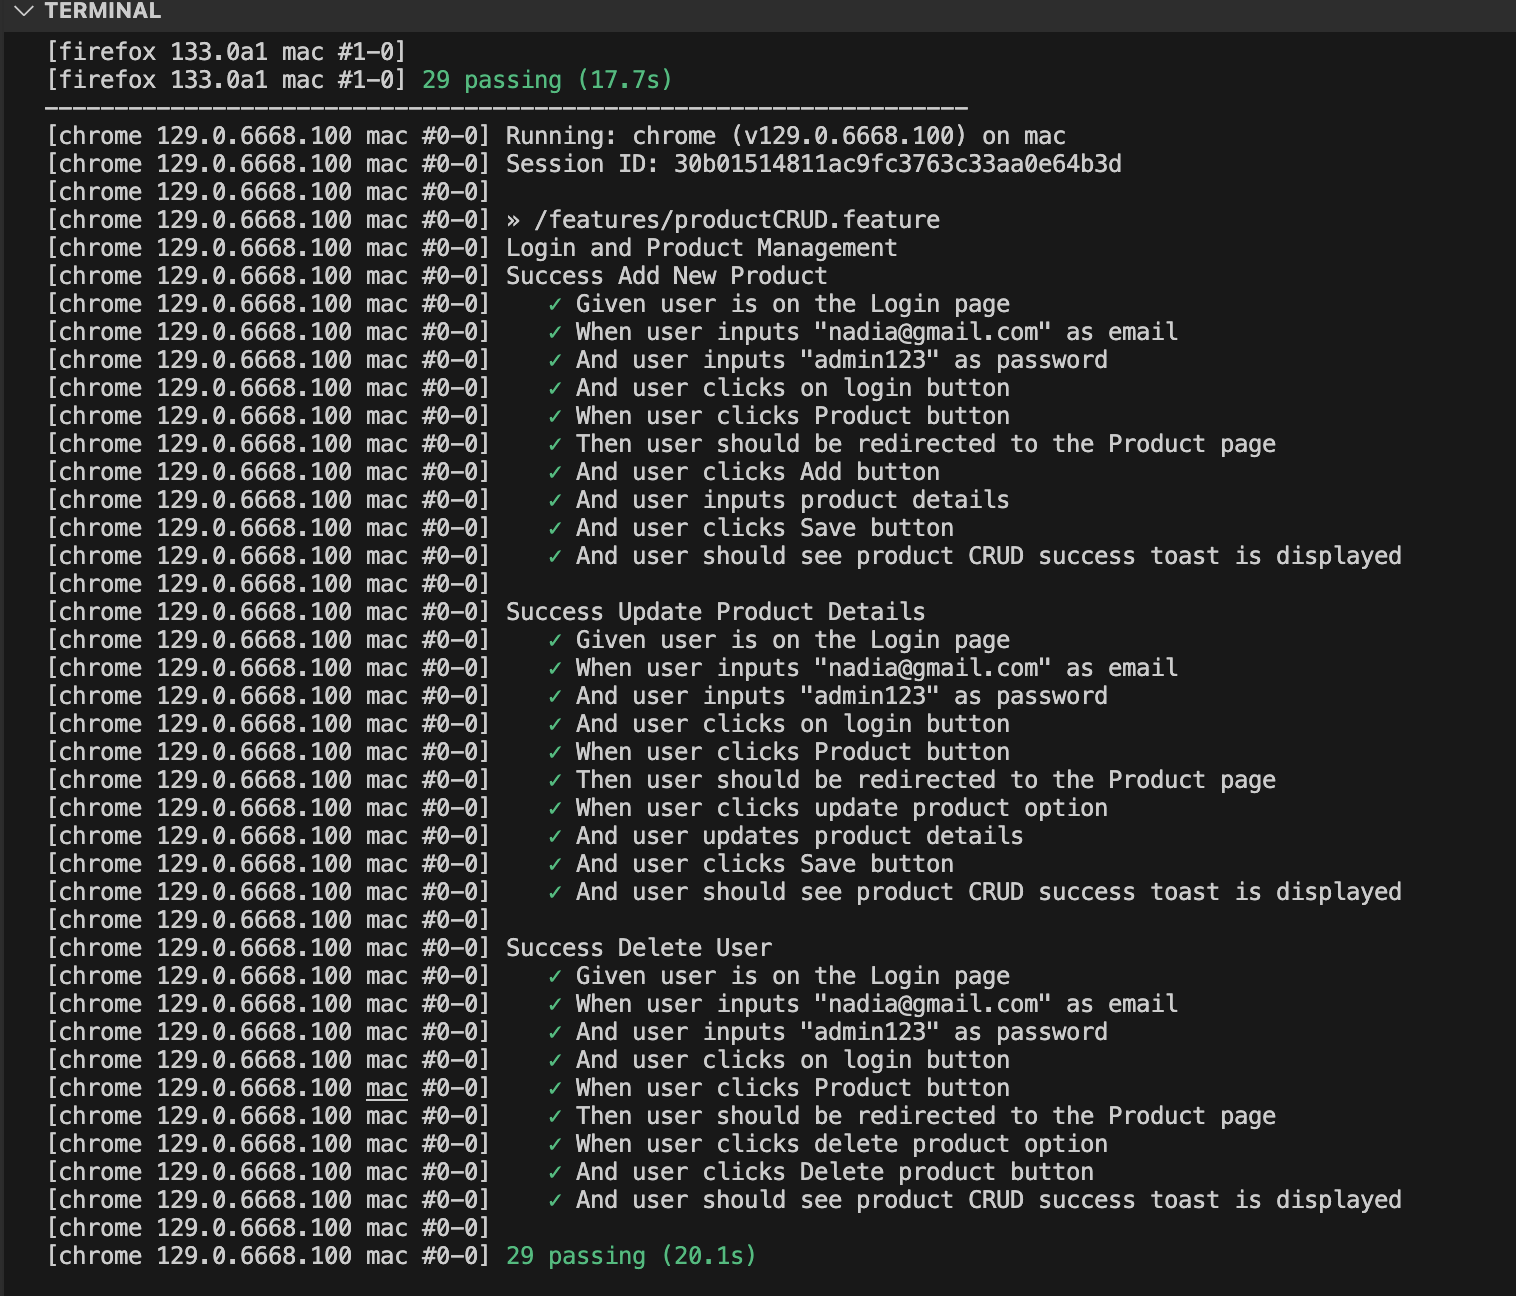 TERMINAL
[firefox 133.0a1 mac #1-0]
[firefox 133.0a1 mac #1-0] 29 passing (17.7s)
------------------------------------------------------------------
[chrome 129.0.6668.100 mac #0-0] Running: chrome (v129.0.6668.100) on mac
[chrome 129.0.6668.100 mac #0-0] Session ID: 30b01514811ac9fc3763c33aa0e64b3d
[chrome 129.0.6668.100 mac #0-0]
[chrome 129.0.6668.100 mac #0-0] » /features/productCRUD.feature
[chrome 129.0.6668.100 mac #0-0] Login and Product Management
[chrome 129.0.6668.100 mac #0-0] Success Add New Product
[chrome 129.0.6668.100 mac #0-0]    ✓ Given user is on the Login page
[chrome 129.0.6668.100 mac #0-0]    ✓ When user inputs "nadia@gmail.com" as email
[chrome 129.0.6668.100 mac #0-0]    ✓ And user inputs "admin123" as password
[chrome 129.0.6668.100 mac #0-0]    ✓ And user clicks on login button
[chrome 129.0.6668.100 mac #0-0]    ✓ When user clicks Product button
[chrome 129.0.6668.100 mac #0-0]    ✓ Then user should be redirected to the Product page
[chrome 129.0.6668.100 mac #0-0]    ✓ And user clicks Add button
[chrome 129.0.6668.100 mac #0-0]    ✓ And user inputs product details
[chrome 129.0.6668.100 mac #0-0]    ✓ And user clicks Save button
[chrome 129.0.6668.100 mac #0-0]    ✓ And user should see product CRUD success toast is displayed
[chrome 129.0.6668.100 mac #0-0]
[chrome 129.0.6668.100 mac #0-0] Success Update Product Details
[chrome 129.0.6668.100 mac #0-0]    ✓ Given user is on the Login page
[chrome 129.0.6668.100 mac #0-0]    ✓ When user inputs "nadia@gmail.com" as email
[chrome 129.0.6668.100 mac #0-0]    ✓ And user inputs "admin123" as password
[chrome 129.0.6668.100 mac #0-0]    ✓ And user clicks on login button
[chrome 129.0.6668.100 mac #0-0]    ✓ When user clicks Product button
[chrome 129.0.6668.100 mac #0-0]    ✓ Then user should be redirected to the Product page
[chrome 129.0.6668.100 mac #0-0]    ✓ When user clicks update product option
[chrome 129.0.6668.100 mac #0-0]    ✓ And user updates product details
[chrome 129.0.6668.100 mac #0-0]    ✓ And user clicks Save button
[chrome 129.0.6668.100 mac #0-0]    ✓ And user should see product CRUD success toast is displayed
[chrome 129.0.6668.100 mac #0-0]
[chrome 129.0.6668.100 mac #0-0] Success Delete User
[chrome 129.0.6668.100 mac #0-0]    ✓ Given user is on the Login page
[chrome 129.0.6668.100 mac #0-0]    ✓ When user inputs "nadia@gmail.com" as email
[chrome 129.0.6668.100 mac #0-0]    ✓ And user inputs "admin123" as password
[chrome 129.0.6668.100 mac #0-0]    ✓ And user clicks on login button
[chrome 129.0.6668.100 mac #0-0]    ✓ When user clicks Product button
[chrome 129.0.6668.100 mac #0-0]    ✓ Then user should be redirected to the Product page
[chrome 129.0.6668.100 mac #0-0]    ✓ When user clicks delete product option
[chrome 129.0.6668.100 mac #0-0]    ✓ And user clicks Delete product button
[chrome 129.0.6668.100 mac #0-0]    ✓ And user should see product CRUD success toast is displayed
[chrome 129.0.6668.100 mac #0-0]
[chrome 129.0.6668.100 mac #0-0] 29 passing (20.1s)